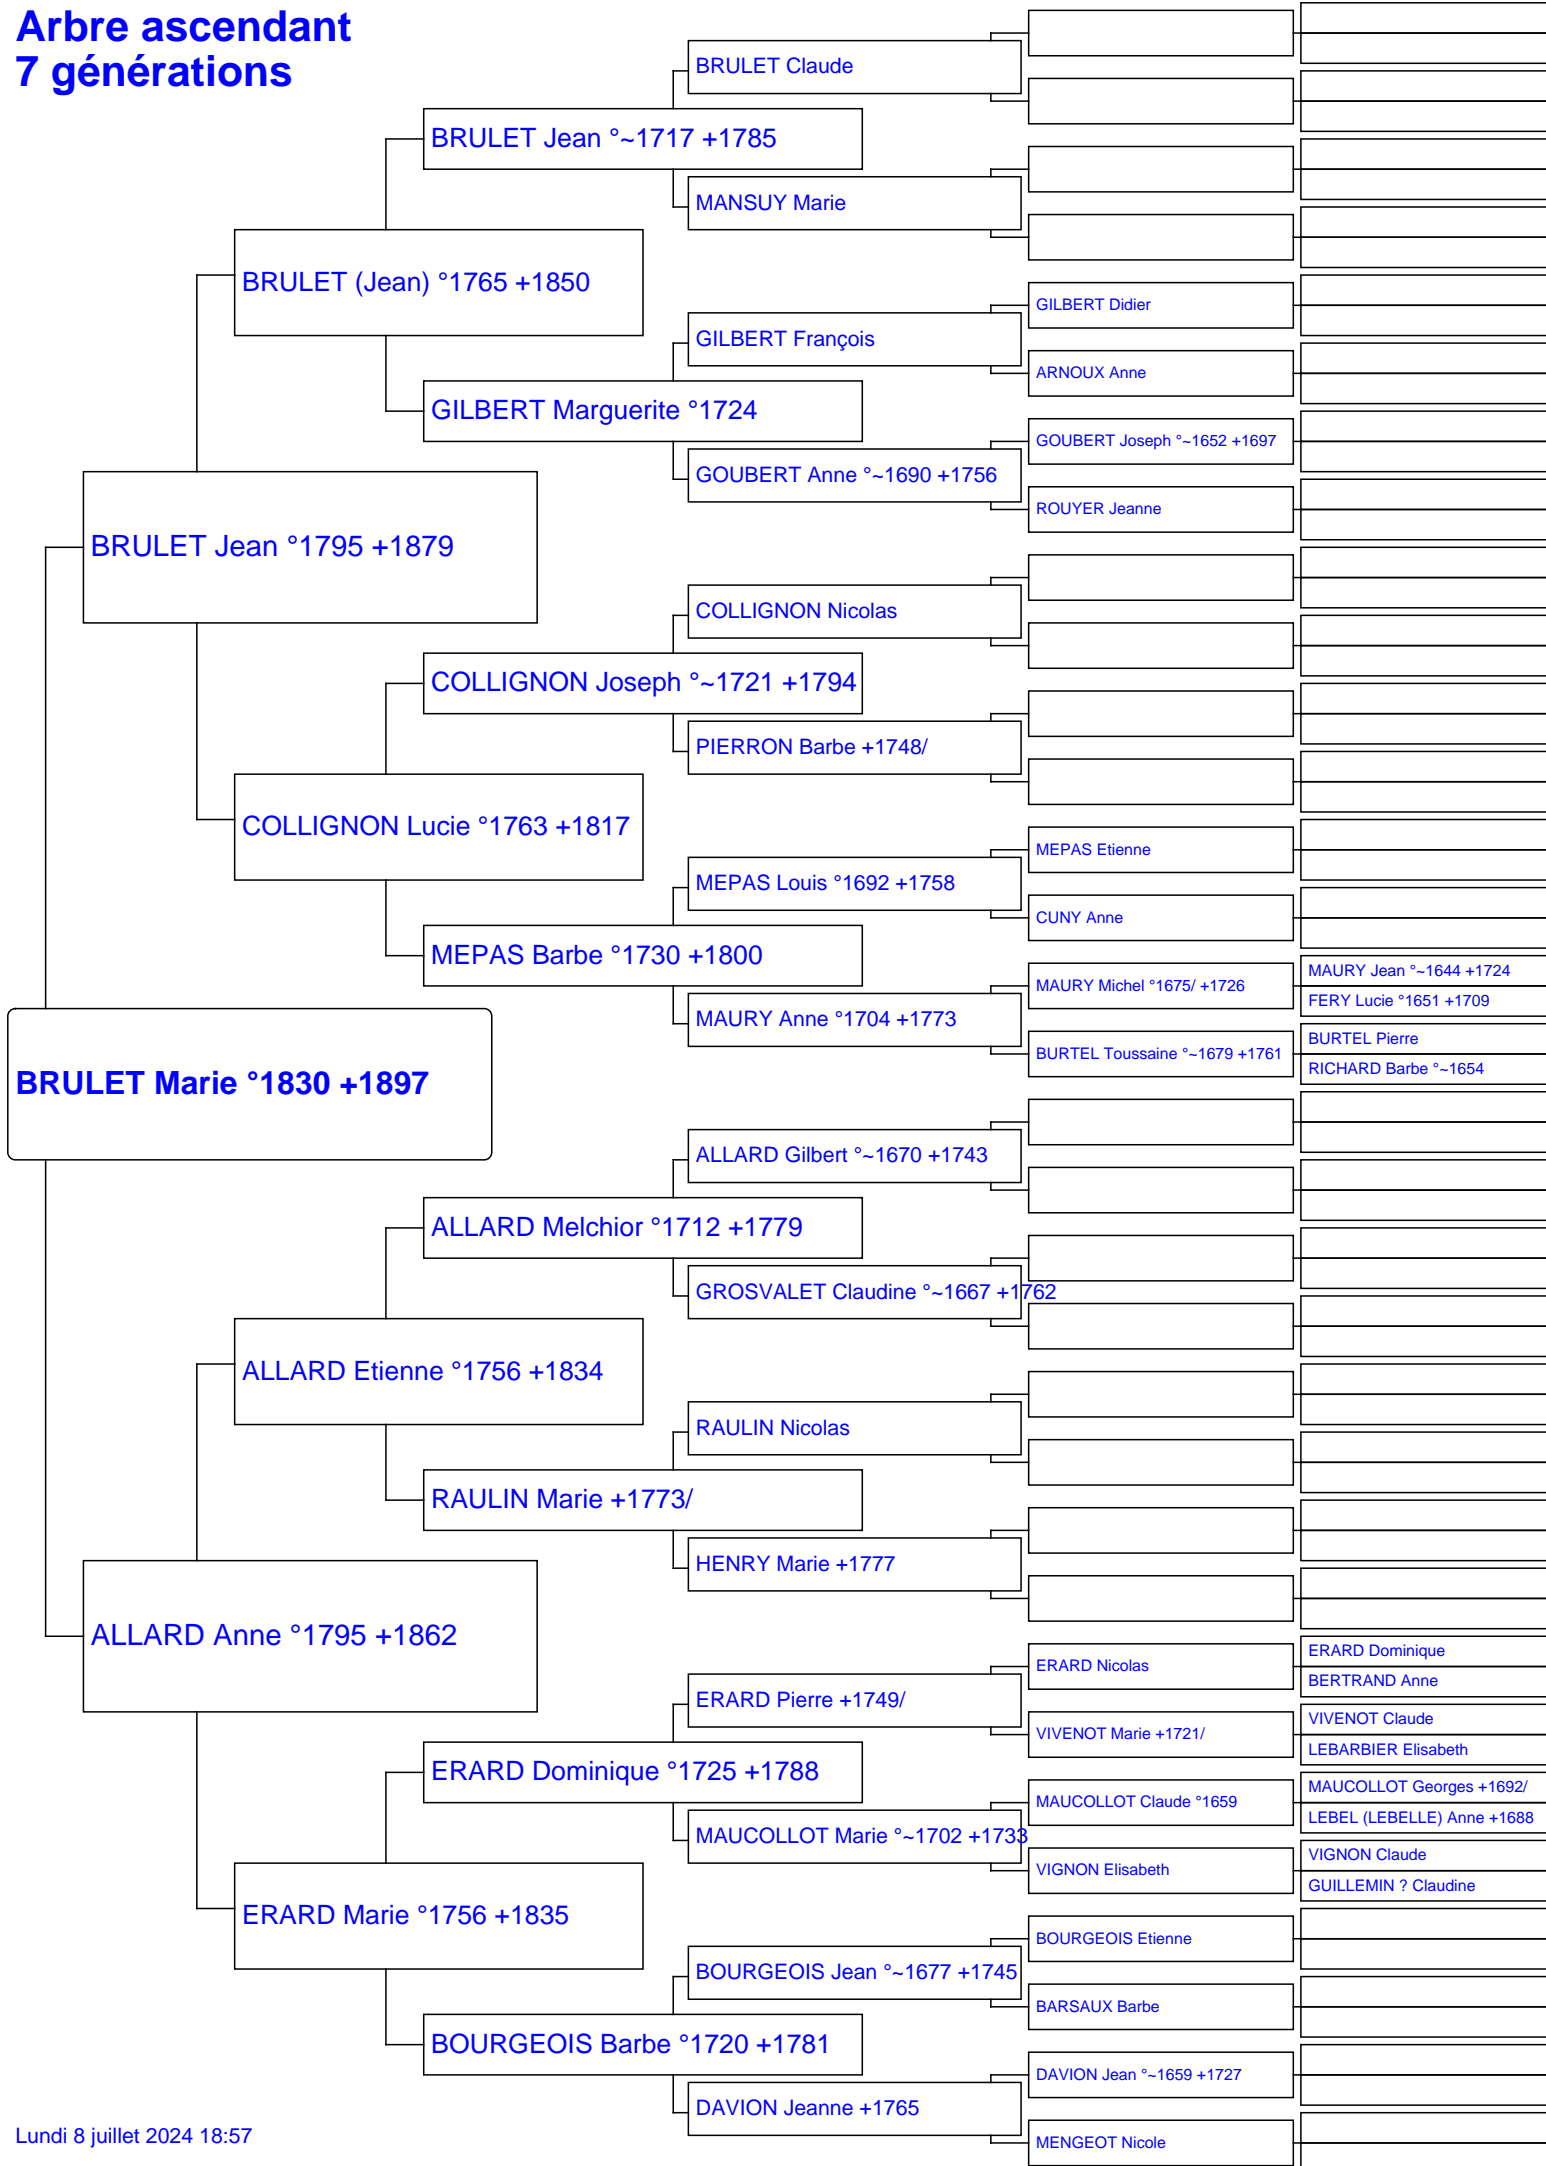 Arbre ascendant
7 générations
BRULET Claude
BRULET Jean °~1717 +1785
MANSUY Marie
BRULET (Jean) °1765 +1850
GILBERT Didier
GILBERT François
ARNOUX Anne
GILBERT Marguerite °1724
GOUBERT Joseph °~1652 +1697
GOUBERT Anne °~1690 +1756
ROUYER Jeanne
BRULET Jean °1795 +1879
COLLIGNON Nicolas
COLLIGNON Joseph °~1721 +1794
PIERRON Barbe +1748/
COLLIGNON Lucie °1763 +1817
MEPAS Etienne
MEPAS Louis °1692 +1758
CUNY Anne
MEPAS Barbe °1730 +1800
MAURY Jean °~1644 +1724
MAURY Michel °1675/ +1726
FERY Lucie °1651 +1709
MAURY Anne °1704 +1773
BURTEL Pierre
BURTEL Toussaine °~1679 +1761
RICHARD Barbe °~1654
BRULET Marie °1830 +1897
ALLARD Gilbert °~1670 +1743
ALLARD Melchior °1712 +1779
GROSVALET Claudine °~1667 +1762
ALLARD Etienne °1756 +1834
RAULIN Nicolas
RAULIN Marie +1773/
HENRY Marie +1777
ALLARD Anne °1795 +1862
ERARD Dominique
ERARD Nicolas
BERTRAND Anne
ERARD Pierre +1749/
VIVENOT Claude
VIVENOT Marie +1721/
LEBARBIER Elisabeth
ERARD Dominique °1725 +1788
MAUCOLLOT Georges +1692/
MAUCOLLOT Claude °1659
LEBEL (LEBELLE) Anne +1688
MAUCOLLOT Marie °~1702 +1733
VIGNON Claude
VIGNON Elisabeth
GUILLEMIN ? Claudine
ERARD Marie °1756 +1835
BOURGEOIS Etienne
BOURGEOIS Jean °~1677 +1745
BARSAUX Barbe
BOURGEOIS Barbe °1720 +1781
DAVION Jean °~1659 +1727
DAVION Jeanne +1765
MENGEOT Nicole
Lundi 8 juillet 2024 18:57